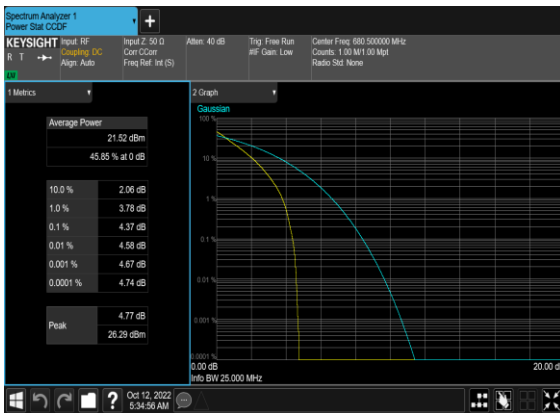 Spectrum Analyzer 1
Power Stat CCDF
+
KEYSIGHT
R T
LV
Input: RF
Coupling: DC
Align: Auto
Input Z: 50 Ω
Corr CCorr
Freq Ref: Int (S)
Atten: 40 dB
Trig: Free Run
#IF Gain: Low
Center Freq: 680.500000 MHz
Counts: 1.00 M/1.00 Mpt
Radio Std: None
1 Metrics
Average Power
21.52 dBm
45.85 % at 0 dB
10.0 % 2.06 dB
1.0 % 3.78 dB
0.1 % 4.37 dB
0.01 % 4.58 dB
0.001 % 4.67 dB
0.0001 % 4.74 dB
Peak
4.77 dB
26.29 dBm
2 Graph
Gaussian
100 %
10 %
1 %
0.1 %
0.01 %
0.001 %
0.0001 %
0.00 dB
20.00 d
Info BW 25.000 MHz
?
Oct 12, 2022
5:34:56 AM